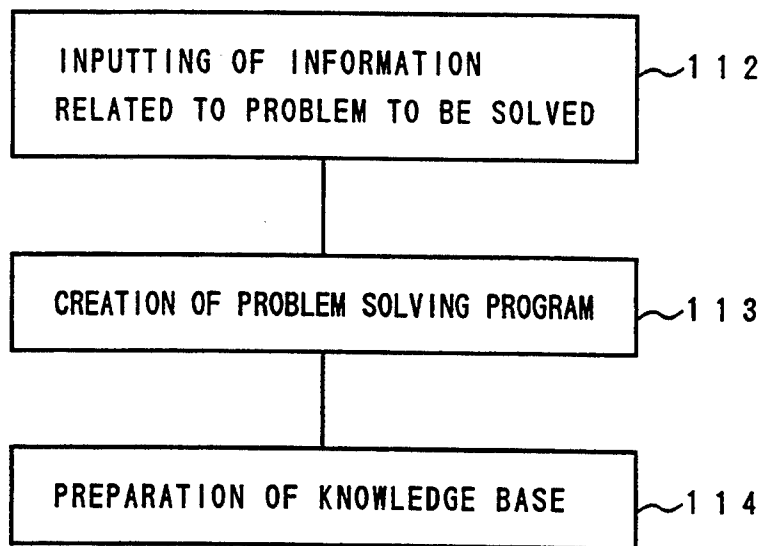 INPUTTING OF INFORMATION
RELATED TO PROBLEM TO BE SOLVED
112
CREATION OF PROBLEM SOLVING PROGRAM
113
PREPARATION OF KNOWLEDGE BASE
114